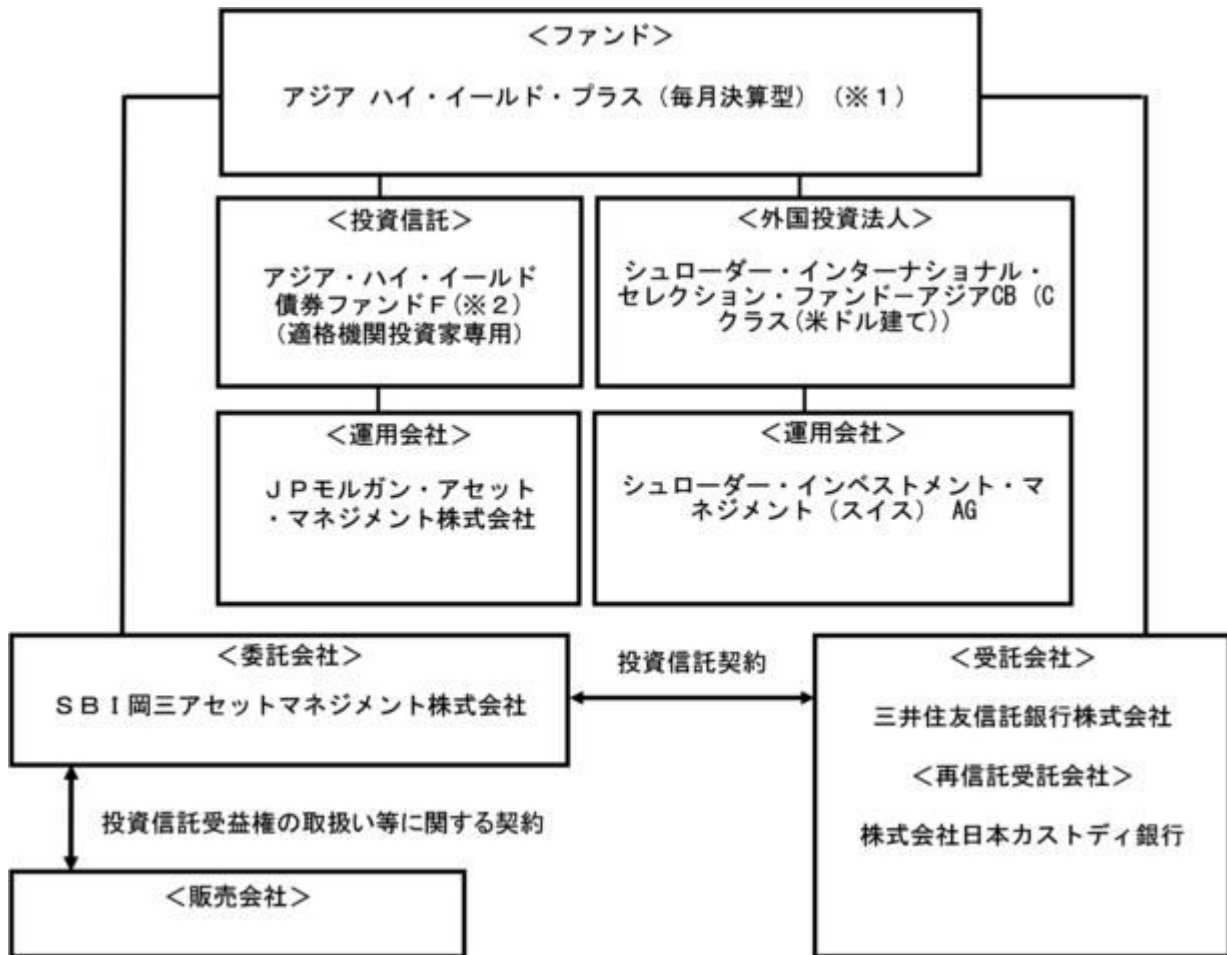 ＜ファンド＞
アジア ハイ・イールド・プラス（毎月決算型）（※１）
＜投資信託＞
アジア・ハイ・イールド
債券ファンドＦ(※２)
（適格機関投資家専用）
＜外国投資法人＞
シュローダー・インターナショナル・
セレクション・ファンド－アジアCB（C
クラス(米ドル建て)）
＜運用会社＞
ＪＰモルガン・アセット
・マネジメント株式会社
＜運用会社＞
シュローダー・インベストメント・マ
ネジメント（スイス）AG
＜委託会社＞
ＳＢＩ岡三アセットマネジメント株式会社
投資信託契約
＜受託会社＞
三井住友信託銀行株式会社
＜再信託受託会社＞
株式会社日本カストディ銀行
投資信託受益権の取扱い等に関する契約
＜販売会社＞